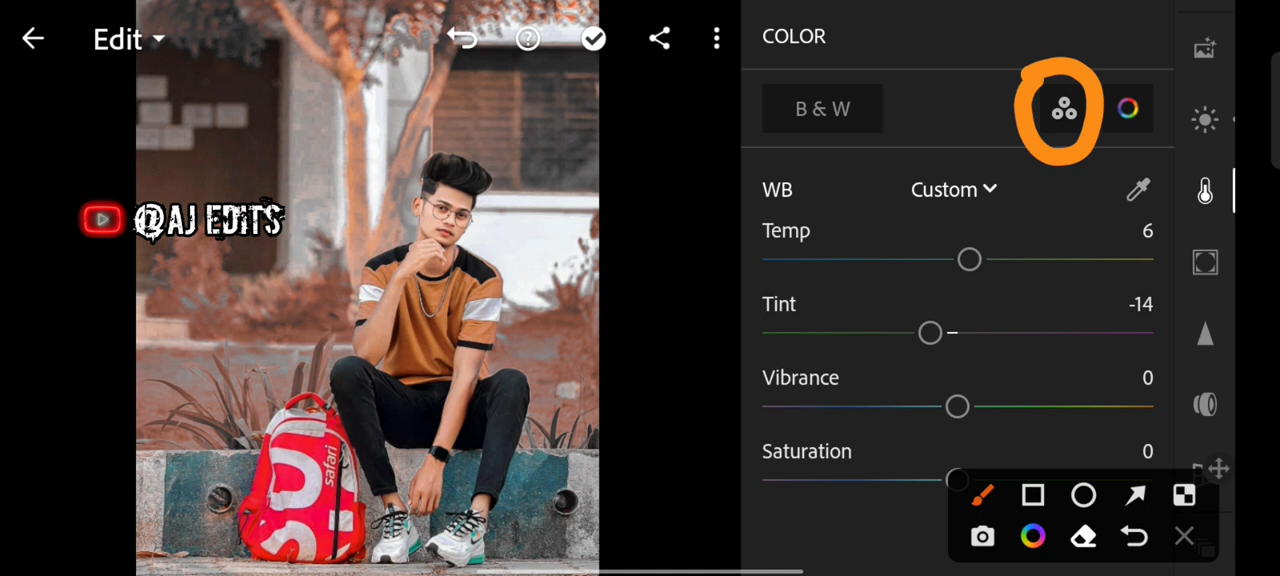 Edit
COLOR
B & W
@AJ EDITS
WB Custom
Temp 6
Tint -14
Vibrance 0
Saturation 0
safari